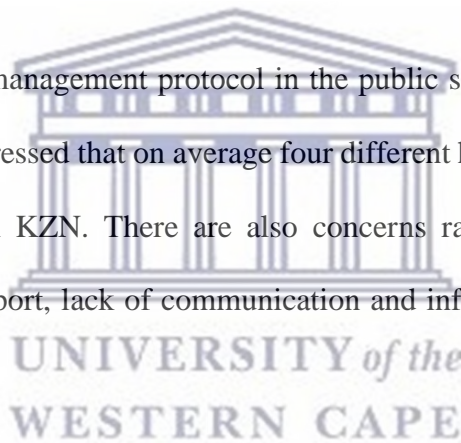 management protocol in the public s
ressed that on average four different
KZN. There are also concerns ra
port, lack of communication and inf
UNIVERSITY of the
WESTERN CAPE